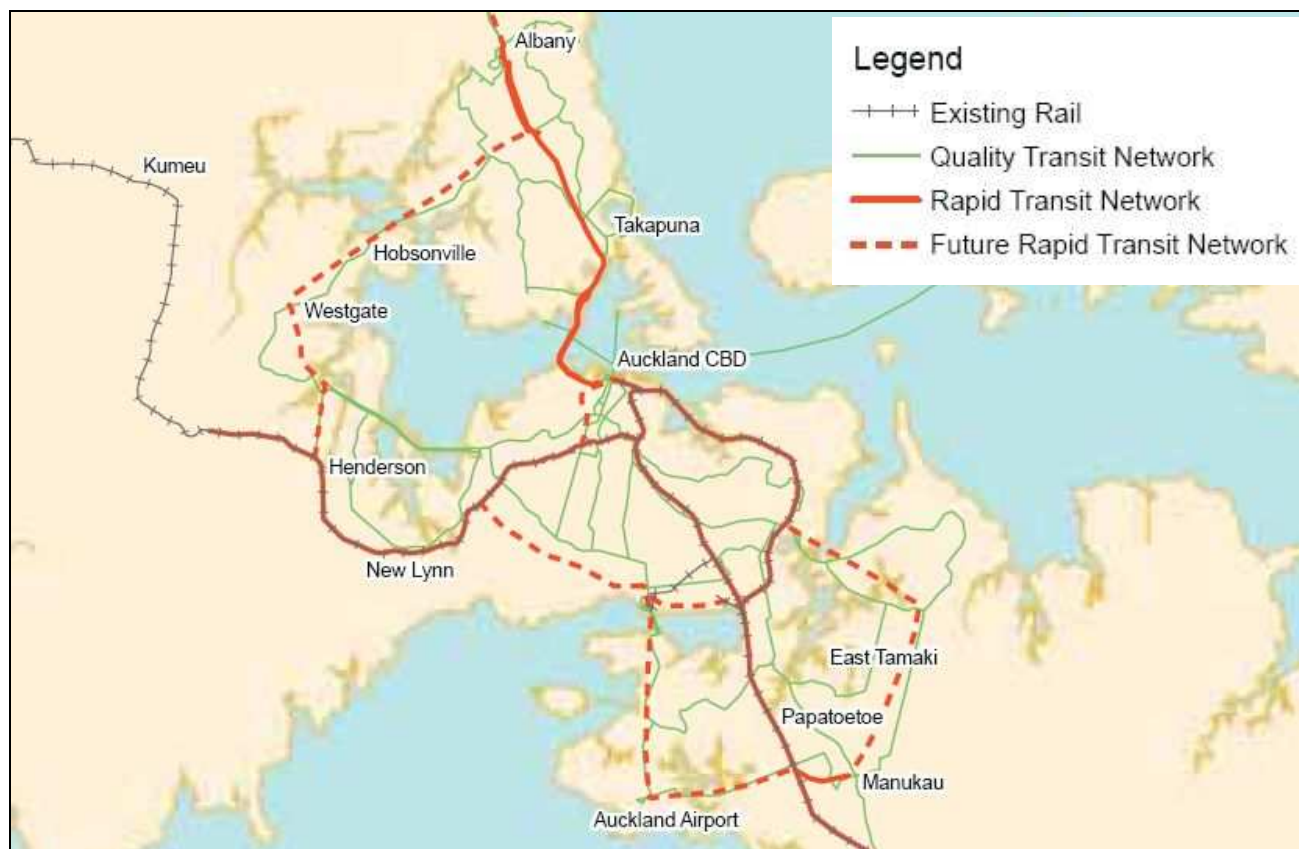 Albany
Legend
Existing Rail
Quality Transit Network
Rapid Transit Network
Future Rapid Transit Network
Kumeu
Takapuna
Hobsonville
Westgate
Auckland CBD
Henderson
New Lynn
East Tamaki
Papatoetoe
Manukau
Auckland Airport